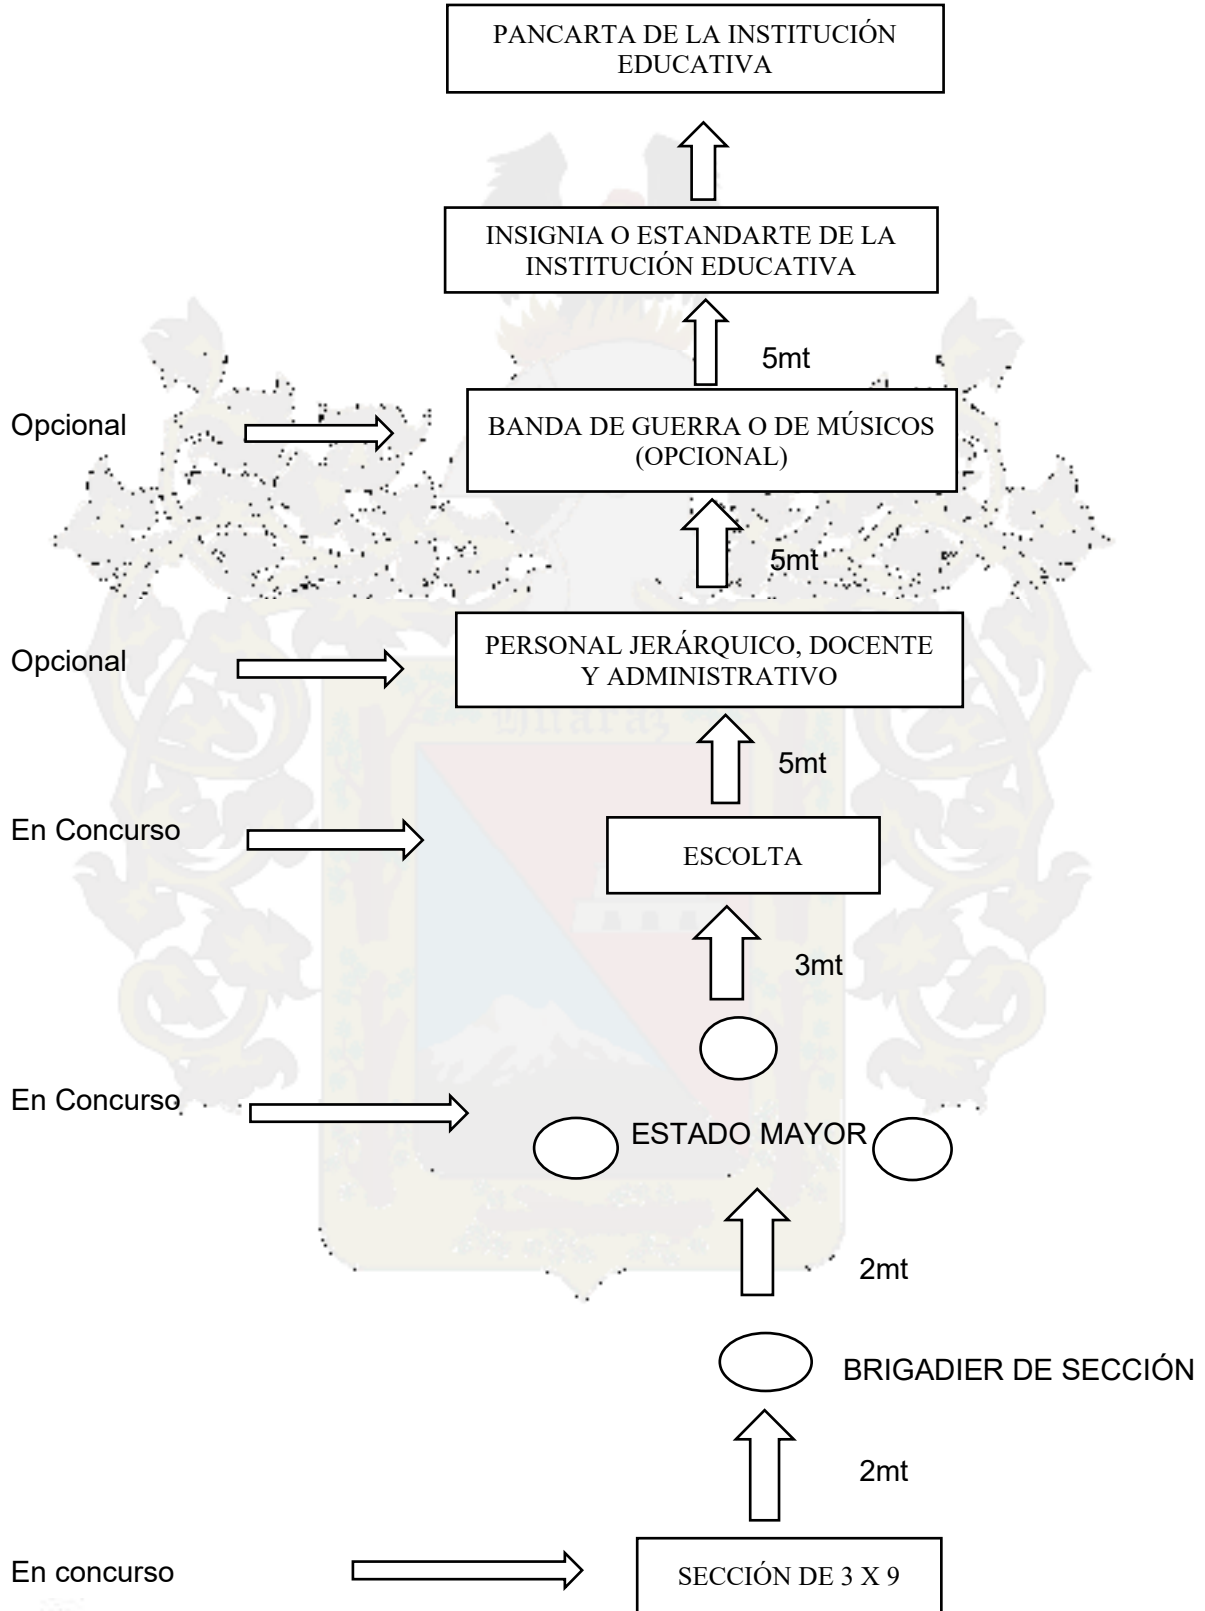 PANCARTA DE LA INSTITUCIÓN
EDUCATIVA
INSIGNIA O ESTANDARTE DE LA
INSTITUCIÓN EDUCATIVA
5mt
Opcional
BANDA DE GUERRA O DE MÚSICOS
(OPCIONAL)
5mt
Opcional
PERSONAL JERÁRQUICO, DOCENTE
Y ADMINISTRATIVO
Huaraz
5mt
En Concurso
ESCOLTA
3mt
En Concurso
ESTADO MAYOR
2mt
BRIGADIER DE SECCIÓN
2mt
En concurso
SECCIÓN DE 3 X 9